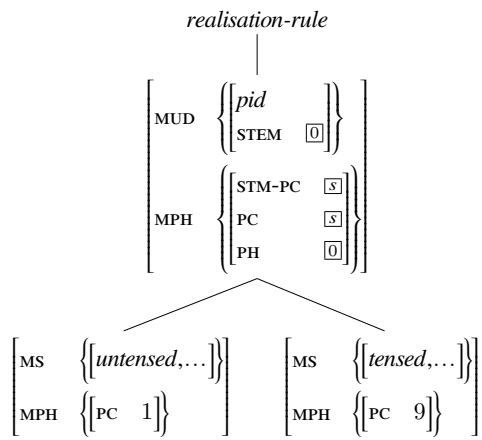 realisation-rule
MUD {[pid
STEM 0]}
MPH {[STM-PC s
PC s
PH 0]}
MS {[untensed,…]} MS {[tensed,…]}
MPH {[PC 1]} MPH {[PC 9]}